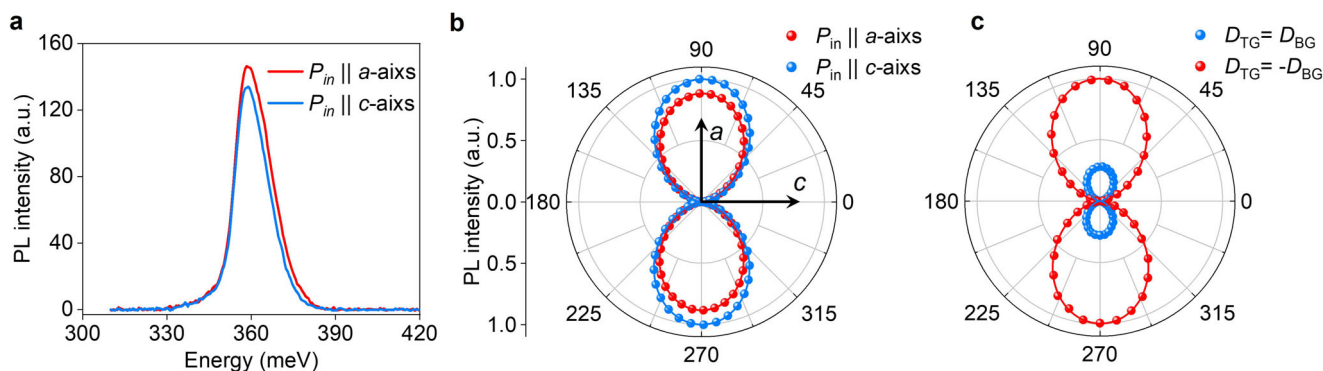 a
PL intensity (a.u.)
160
120
80
40
0
300
330
360
390
420
Energy (meV)
P_in || a-aixs
P_in || c-aixs
b
PL intensity (a.u.)
1.0
0.5
0.0
0.5
1.0
90
45
0
315
270
225
180
135
a
c
P_in || a-aixs
P_in || c-aixs
c
90
45
0
315
270
225
180
135
D_TG= D_BG
D_TG= -D_BG